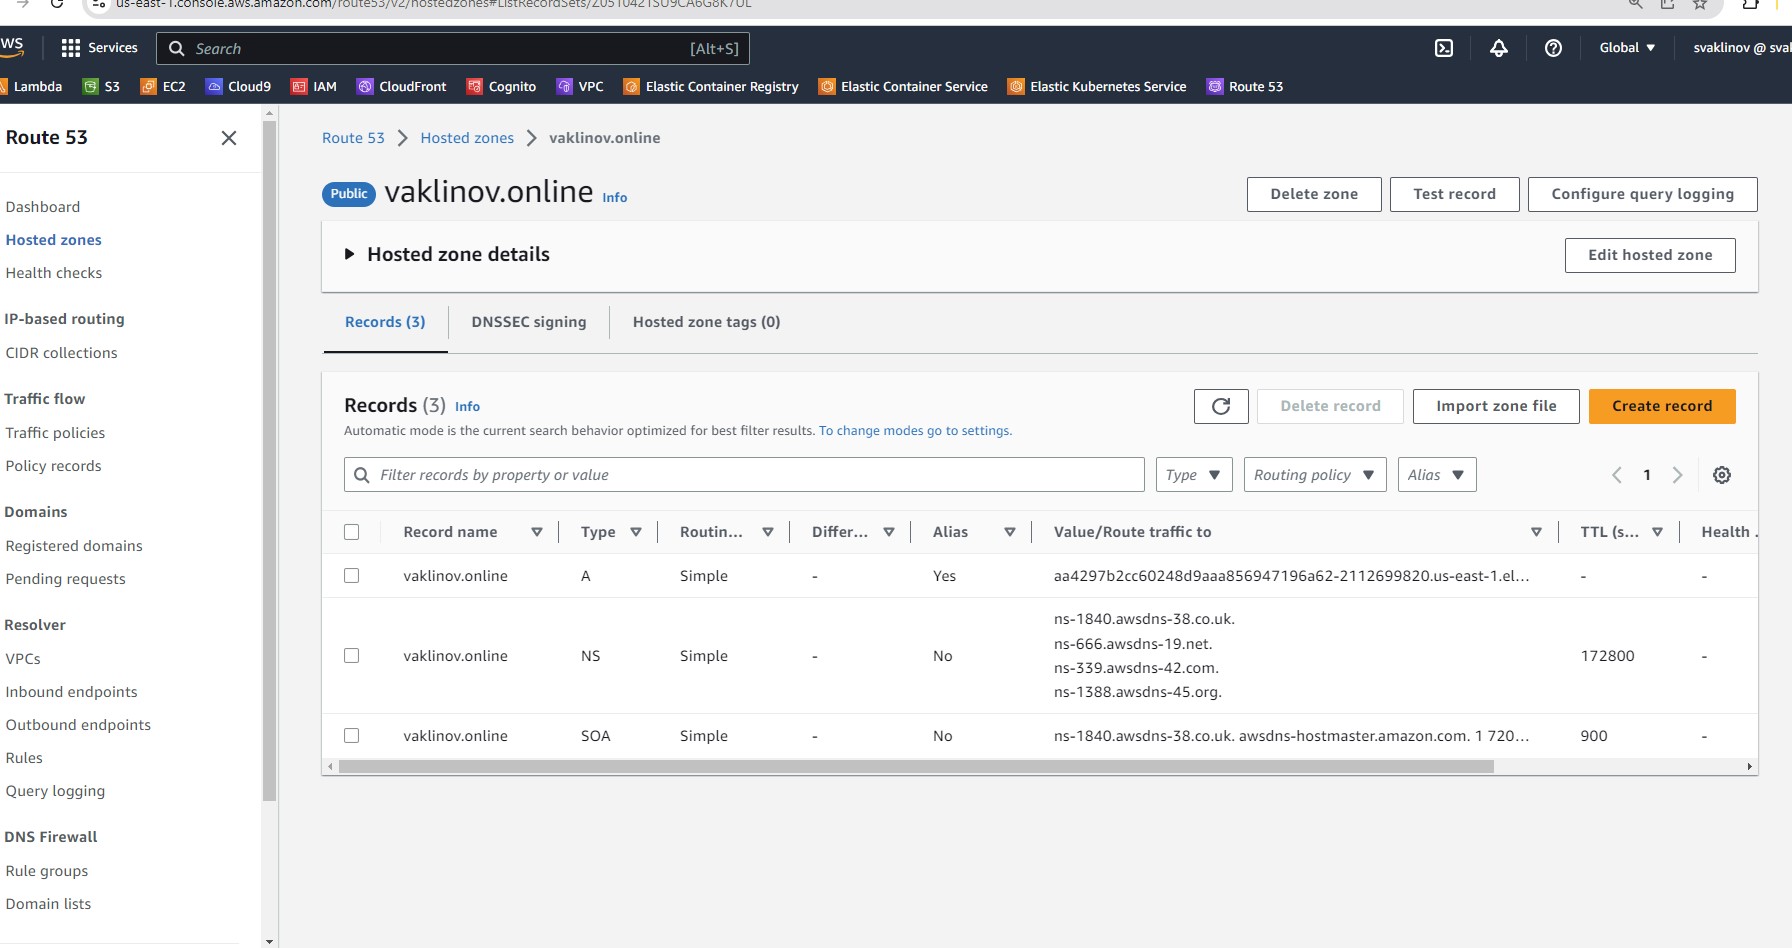 us-east-1.console.aws.amazon.com/route53/v2/hostedzones#ListRecordSets/Z05104
Services
Search
[Alt+S]
Global
svaklinov @
Lambda
S3
EC2
Cloud9
IAM
CloudFront
Cognito
VPC
Elastic Container Registry
Elastic Container Service
Elastic Kubernetes Service
Route 53
Route 53
Dashboard
Hosted zones
Health checks
IP-based routing
CIDR collections
Traffic flow
Traffic policies
Policy records
Domains
Registered domains
Pending requests
Resolver
VPCs
Inbound endpoints
Outbound endpoints
Rules
Query logging
DNS Firewall
Rule groups
Domain lists
Route 53 > Hosted zones > vaklinov.online
Public vaklinov.online Info
Delete zone
Test record
Configure query logging
Hosted zone details
Edit hosted zone
Records (3)
DNSSEC signing
Hosted zone tags (0)
Records (3) Info
Delete record
Import zone file
Create record
Automatic mode is the current search behavior optimized for best filter results. To change modes go to settings.
Filter records by property or value
Type
Routing policy
Alias
1
Record name Type Routin... Differ... Alias Value/Route traffic to TTL (s... Health .
vaklinov.online A Simple - Yes aa4297b2cc60248d9aaa856947196a62-2112699820.us-east-1.el... - -
vaklinov.online NS Simple - No ns-1840.awsdns-38.co.uk.
ns-666.awsdns-19.net.
ns-339.awsdns-42.com.
ns-1388.awsdns-45.org. 172800 -
vaklinov.online SOA Simple - No ns-1840.awsdns-38.co.uk. awsdns-hostmaster.amazon.com. 1 720... 900 -